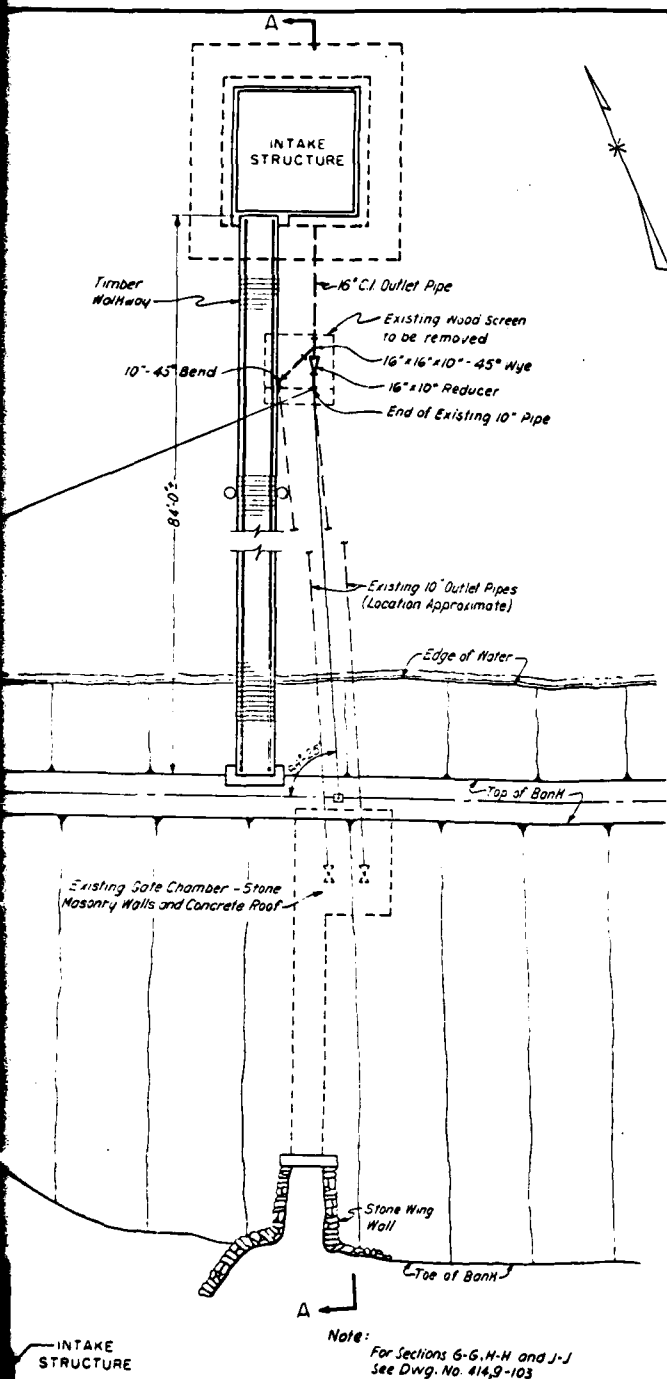 A
INTAKE
STRUCTURE
Timber
Walkway
16" C.I. Outlet Pipe
Existing Wood Screen
to be removed
16"x16"x10"-45° Wye
10"-45° Bend
16"x10" Reducer
End of Existing 10" Pipe
84'-0"±
Existing 10" Outlet Pipes
(Location Approximate)
Edge of Water
Top of Bank
Existing Gate Chamber - Stone
Masonry Walls and Concrete Roof
Stone Wing
Wall
Toe of Bank
A
INTAKE
STRUCTURE
Note:
For Sections G-G, H-H and J-J
See Dwg. No. 414,9-103